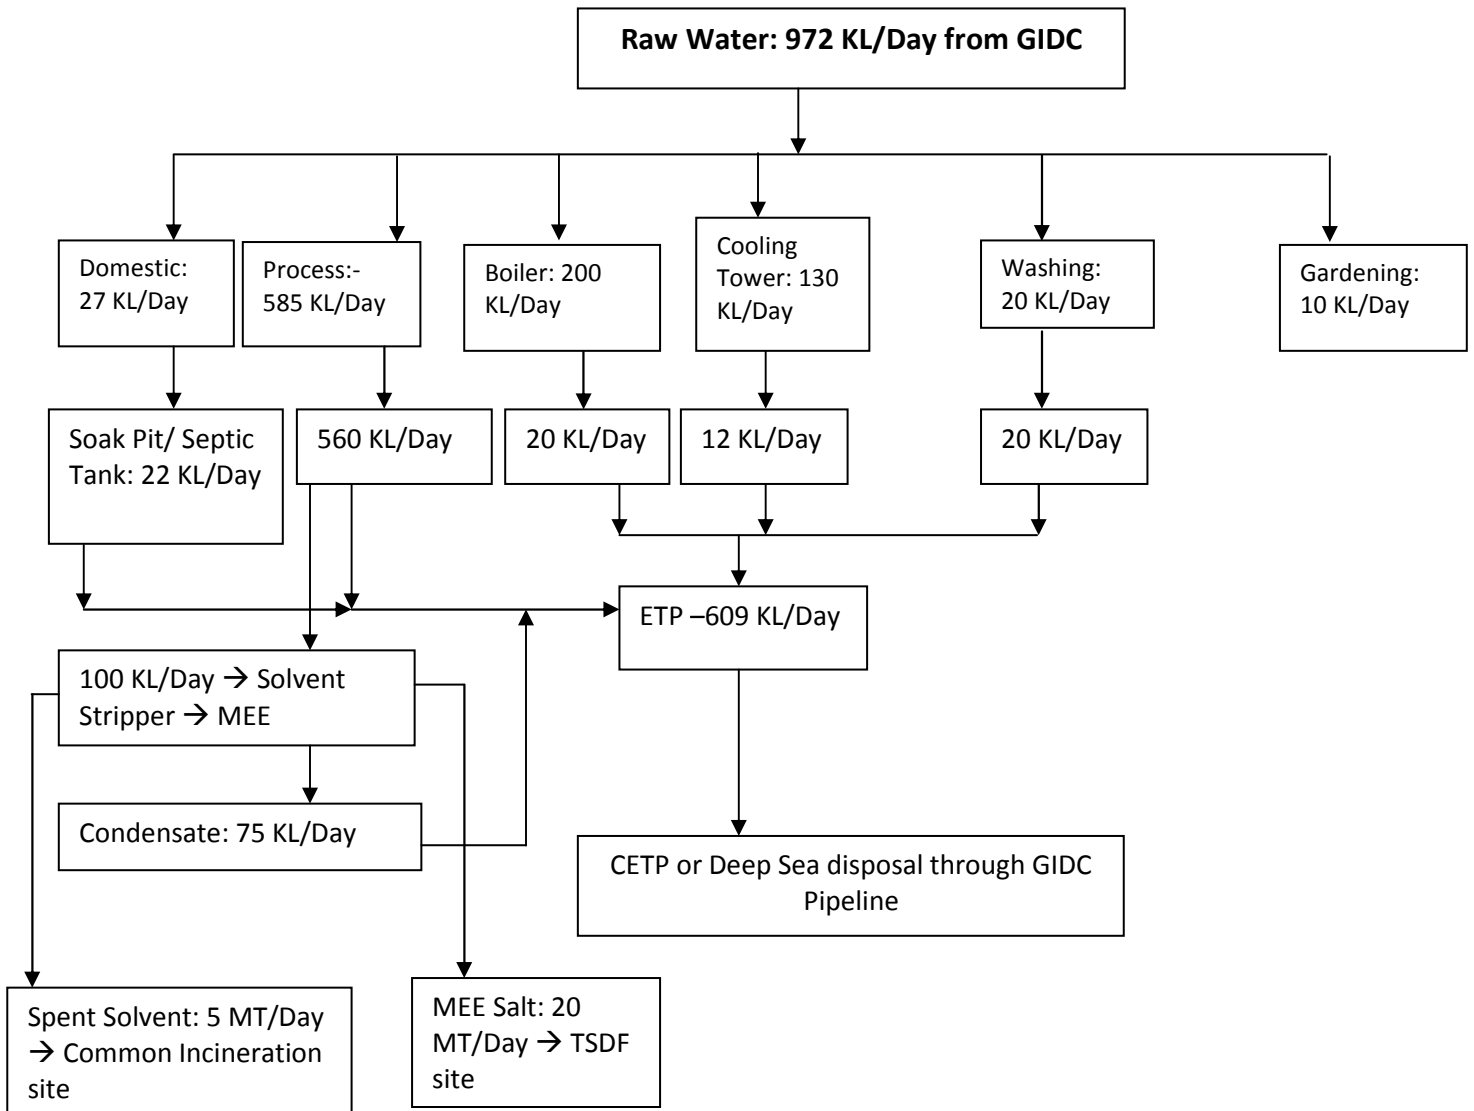 Raw Water: 972 KL/Day from GIDC
Domestic:
27 KL/Day
Process:-
585 KL/Day
Boiler: 200
KL/Day
Cooling
Tower: 130
KL/Day
Washing:
20 KL/Day
Gardening:
10 KL/Day
Soak Pit/ Septic
Tank: 22 KL/Day
560 KL/Day
20 KL/Day
12 KL/Day
20 KL/Day
ETP –609 KL/Day
100 KL/Day → Solvent
Stripper → MEE
Condensate: 75 KL/Day
CETP or Deep Sea disposal through GIDC
Pipeline
Spent Solvent: 5 MT/Day
→ Common Incineration
site
MEE Salt: 20
MT/Day → TSDF
site